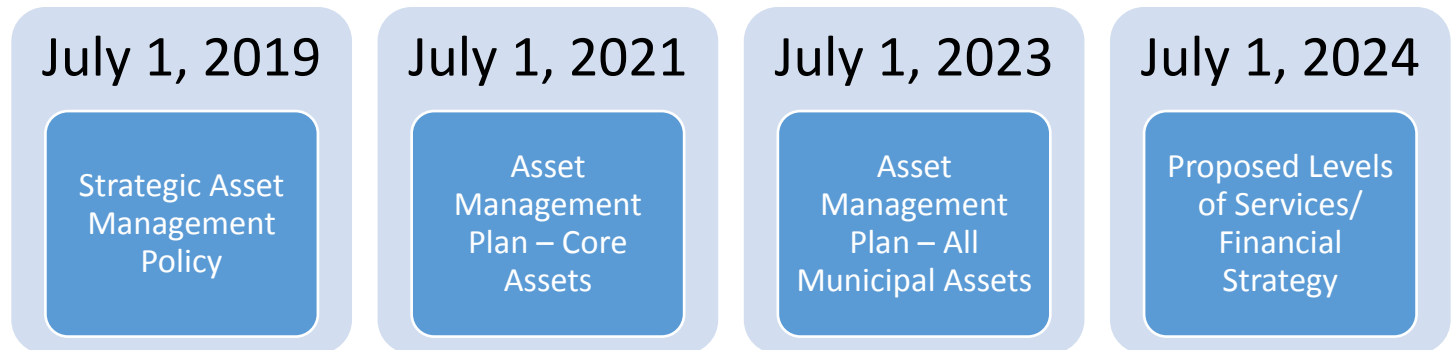 July 1, 2019
Strategic Asset
Management
Policy
July 1, 2021
Asset
Management
Plan – Core
Assets
July 1, 2023
Asset
Management
Plan – All
Municipal Assets
July 1, 2024
Proposed Levels
of Services/
Financial
Strategy